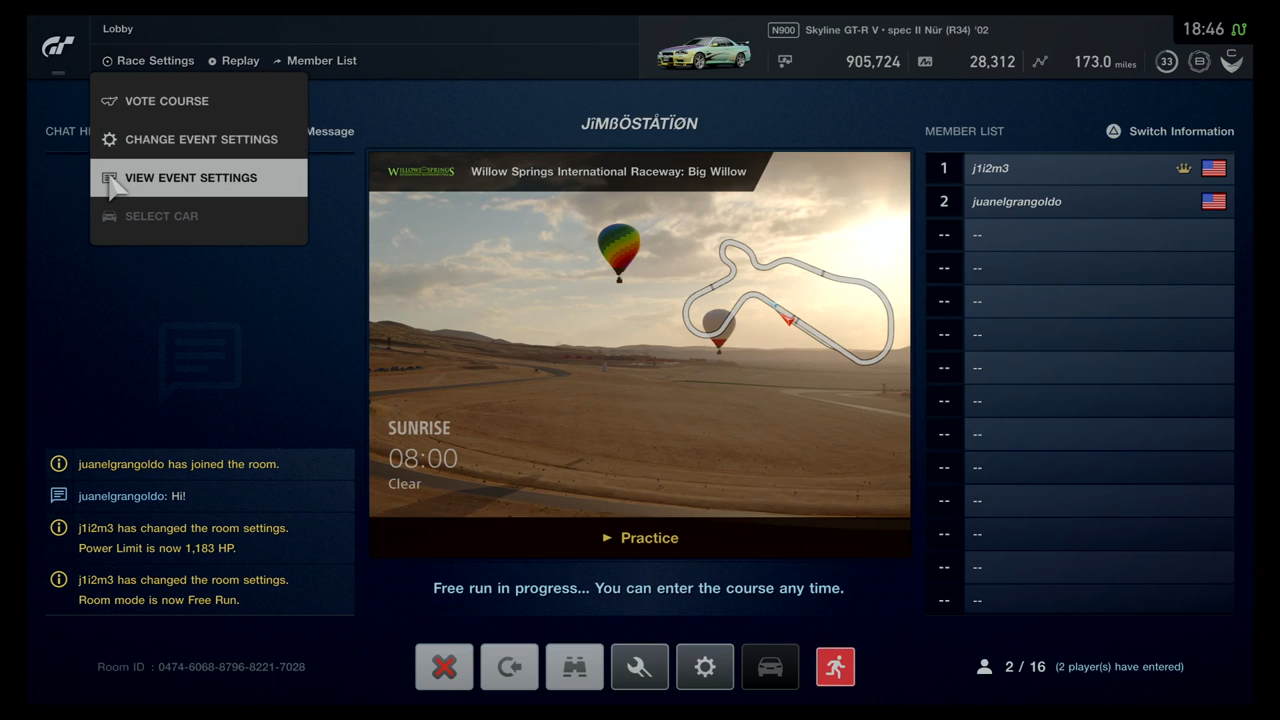 Lobby
N900 Skyline GT-R V • spec II Nür (R34) '02
18:46
Race Settings Replay Member List
905,724 28,312 173.0 miles 33 B C
VOTE COURSE
CHANGE EVENT SETTINGS
VIEW EVENT SETTINGS
SELECT CAR
CHAT HI
Message
JïMßÖSTÅTÏØN
WILLOW SPRINGS Willow Springs International Raceway: Big Willow
SUNRISE
08:00
Clear
Practice
Free run in progress... You can enter the course any time.
MEMBER LIST Switch Information
1 j1i2m3
2 juanelgrangoldo
-- --
-- --
-- --
-- --
-- --
-- --
-- --
-- --
-- --
-- --
-- --
-- --
juanelgrangoldo has joined the room.
juanelgrangoldo: Hi!
j1i2m3 has changed the room settings.
Power Limit is now 1,183 HP.
j1i2m3 has changed the room settings.
Room mode is now Free Run.
Room ID : 0474-6068-8796-8221-7028
2 / 16 (2 player(s) have entered)